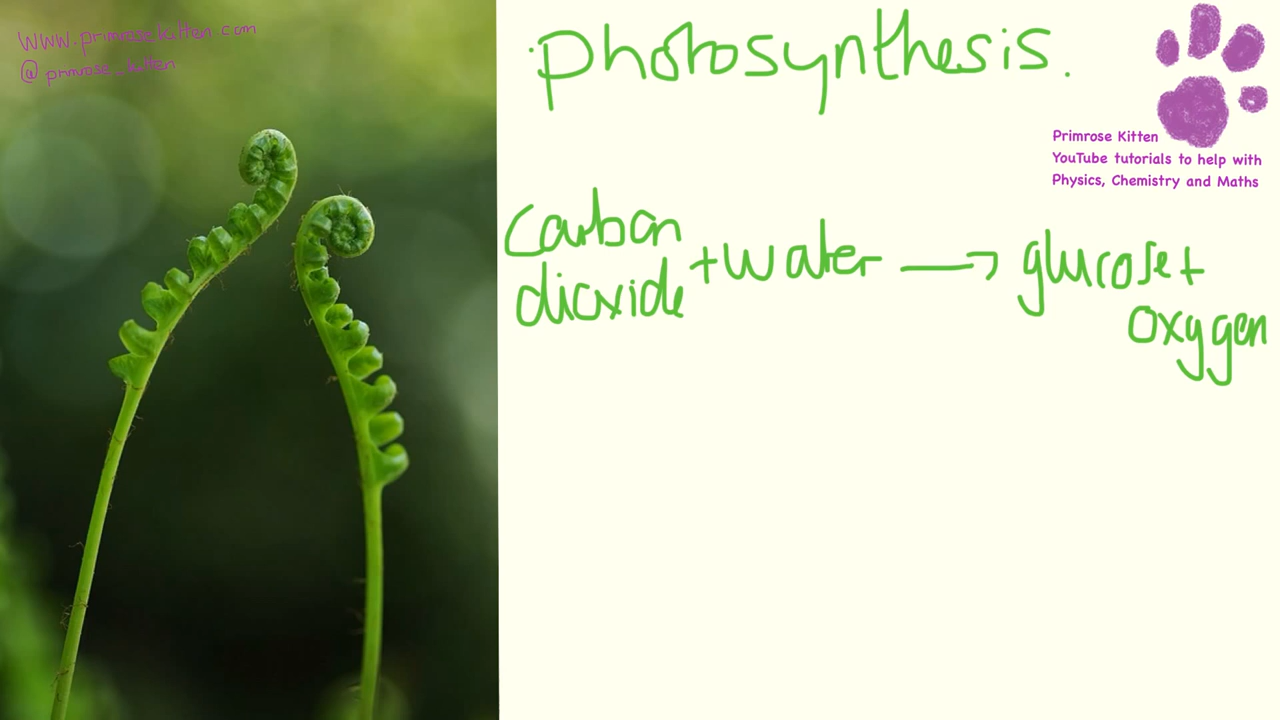 www.primrosekitten.com
@primrose_kitten
Photosynthesis.
Primrose Kitten
YouTube tutorials to help with
Physics, Chemistry and Maths
carbon
dioxide + water → glucose +
oxygen